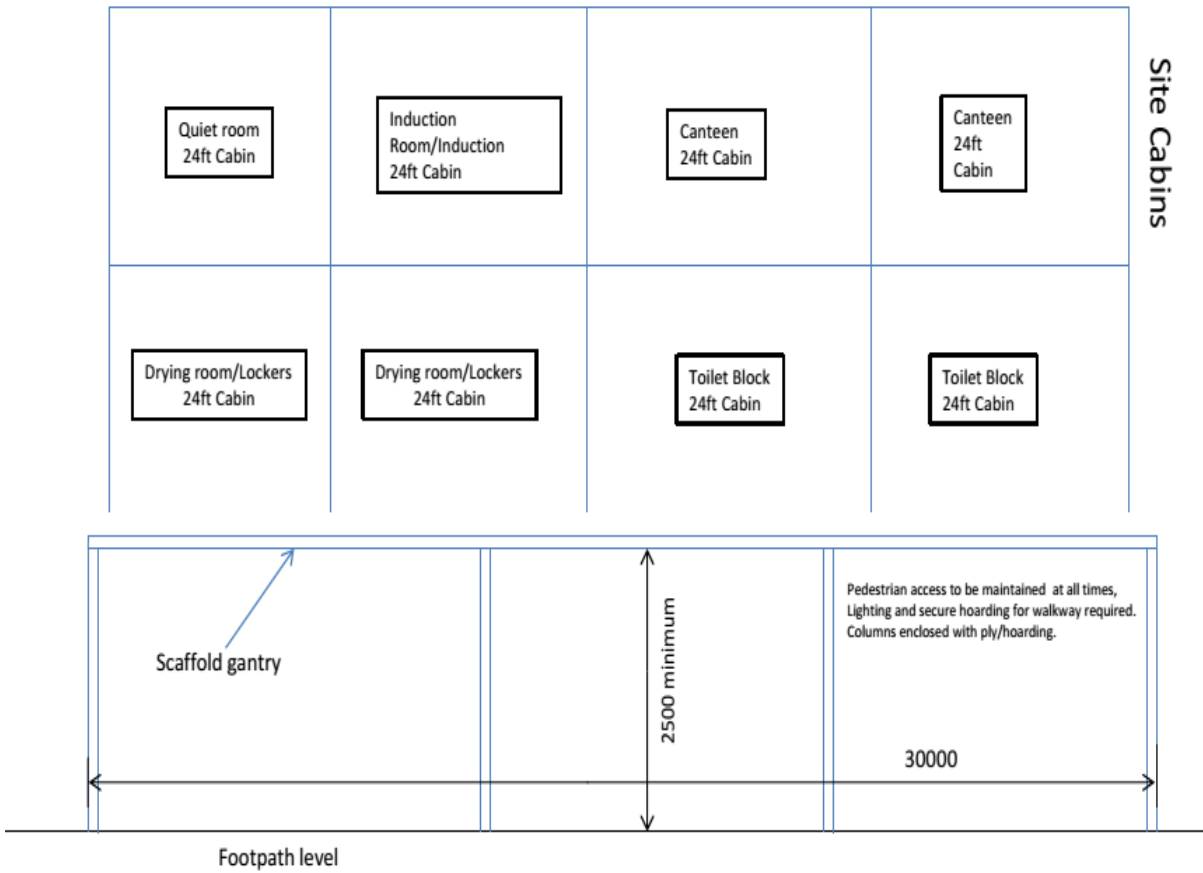 Site Cabins
Quiet room
24ft Cabin
Induction
Room/Induction
24ft Cabin
Canteen
24ft Cabin
Canteen
24ft
Cabin
Drying room/Lockers
24ft Cabin
Drying room/Lockers
24ft Cabin
Toilet Block
24ft Cabin
Toilet Block
24ft Cabin
Pedestrian access to be maintained at all times,
Lighting and secure hoarding for walkway required.
Columns enclosed with ply/hoarding.
Scaffold gantry
2500 minimum
30000
Footpath level